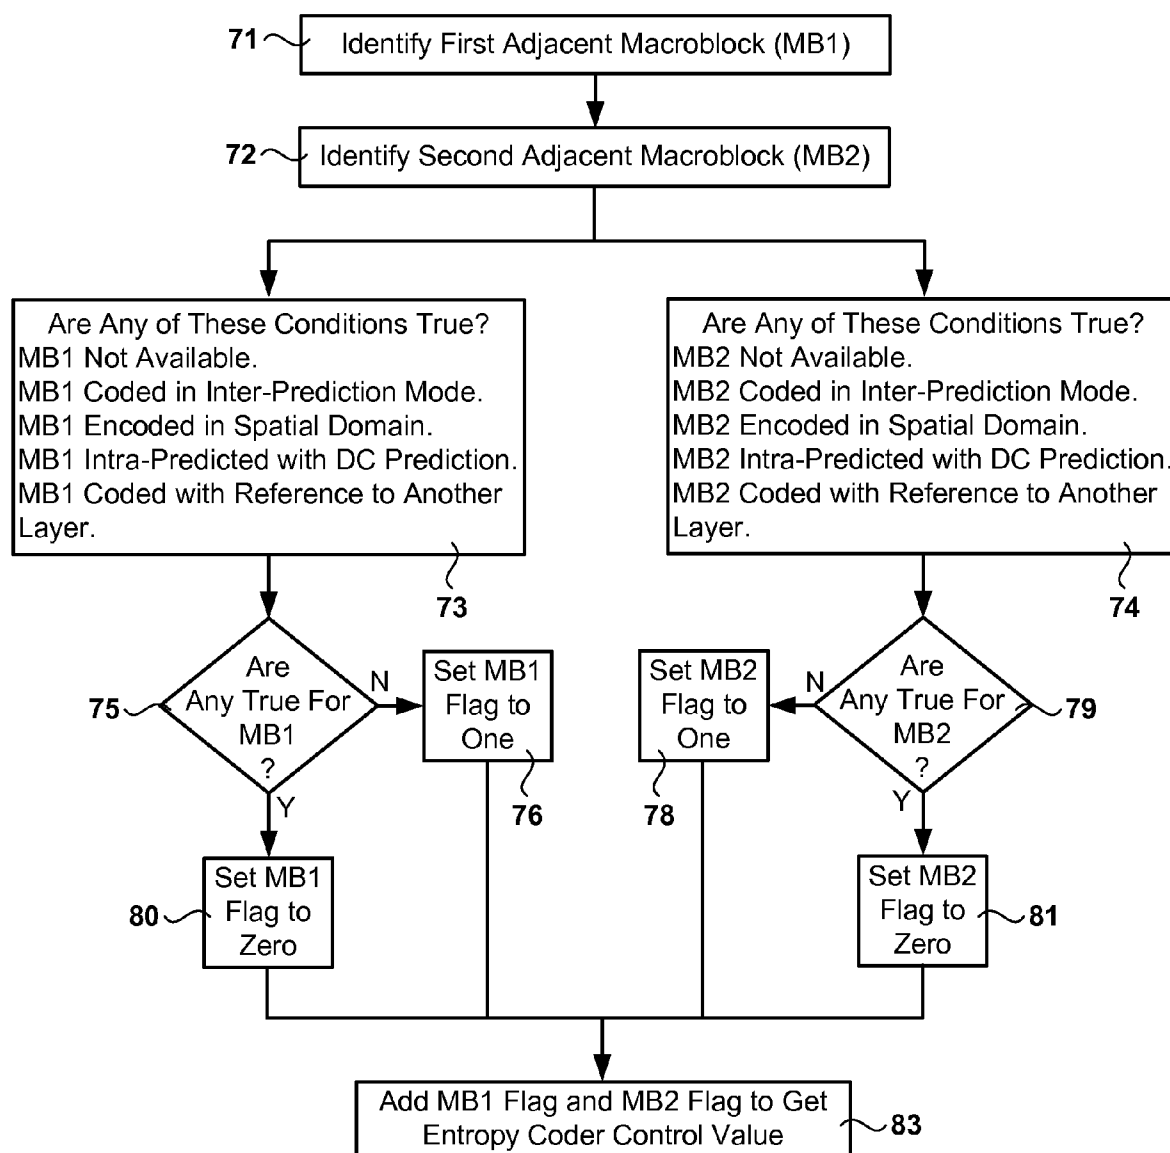 71
Identify First Adjacent Macroblock (MB1)
72
Identify Second Adjacent Macroblock (MB2)
Are Any of These Conditions True?
MB1 Not Available.
MB1 Coded in Inter-Prediction Mode.
MB1 Encoded in Spatial Domain.
MB1 Intra-Predicted with DC Prediction.
MB1 Coded with Reference to Another
Layer.
73
Are Any of These Conditions True?
MB2 Not Available.
MB2 Coded in Inter-Prediction Mode.
MB2 Encoded in Spatial Domain.
MB2 Intra-Predicted with DC Prediction.
MB2 Coded with Reference to Another
Layer.
74
75
Are
Any True For
MB1
?
N
Y
Set MB1
Flag to
One
76
Set MB2
Flag to
One
78
Are
Any True For
MB2
?
N
Y
79
80
Set MB1
Flag to
Zero
Set MB2
Flag to
Zero
81
Add MB1 Flag and MB2 Flag to Get
Entropy Coder Control Value
83